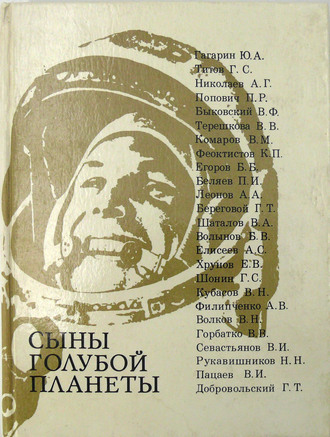 Гагарин Ю. А.
Титов Г. С.
Николаев А. Г.
Попович П. Р.
Быковский В. Ф.
Терешкова В. В.
Комаров В. М.
Феоктистов К. П.
Егоров Б. Б.
Беляев П. И.
Леонов А. А.
Береговой Г. Т.
Шаталов В. А.
Волынов Б. В.
Елисеев А. С.
Хрунов Е. В.
Шонин Г. С.
Кубасов В. Н.
Филипченко А. В.
Волков В. Н.
Горбатко В. В.
Севастьянов В. И.
Рукавишников Н. Н.
Пацаев В. И.
Добровольский Г. Т.
СЫНЫ
ГОЛУБОЙ
ПЛАНЕТЫ